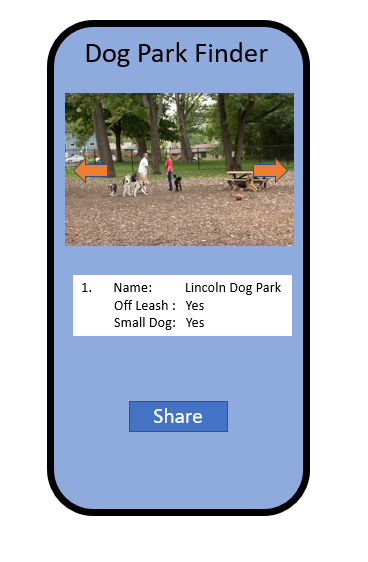 Dog Park Finder
1. Name: Lincoln Dog Park
Off Leash : Yes
Small Dog: Yes
Share